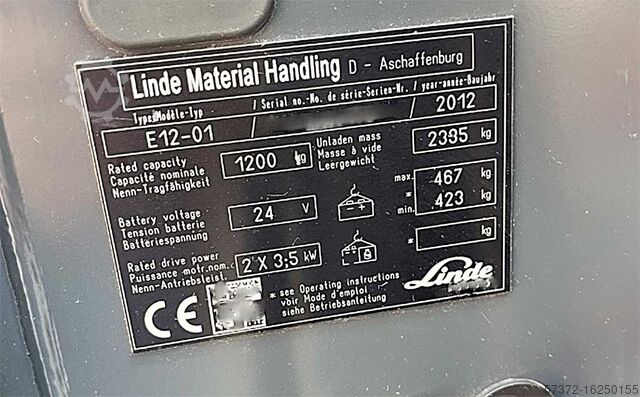 Linde Material Handling D - Aschaffenburg
Type-Modèle-Typ / Serial no.-No. de série-Serien-Nr. / year-année-Baujahr
E12-01 / / 2012
Rated capacity
Capacité nominale
Nenn-Tragfähigkeit
1200 kg
Unladen mass
Masse à vide
Leergewicht
2395 kg
Battery voltage
Tension batterie
Batteriespannung
24 V
- +
max. 467 kg
*
min. 423 kg
Rated drive power
Puissance motr.nom.
Nenn-Antriebsleist.
2 X 3,5 kW
* kg
* see Operating instructions
voir Mode d'emploi
siehe Betriebsanleitung
CE
Linde
57372-16250155